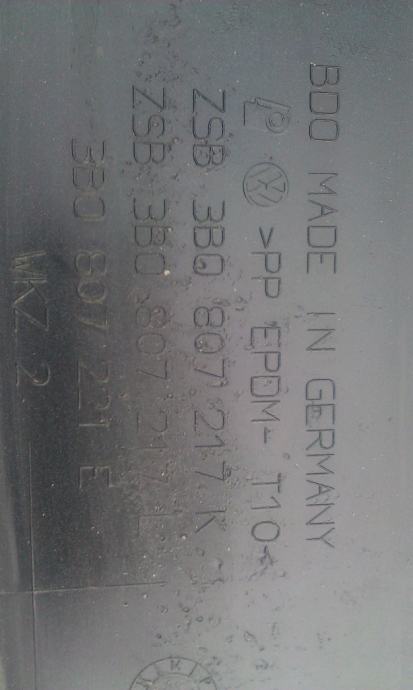 BDO MADE IN GERMANY
>PP EPDM- T10<
ZSB 3B0 807 217 K
ZSB 3B0 807 217 L
3B0 807 221 E
WKZ 2